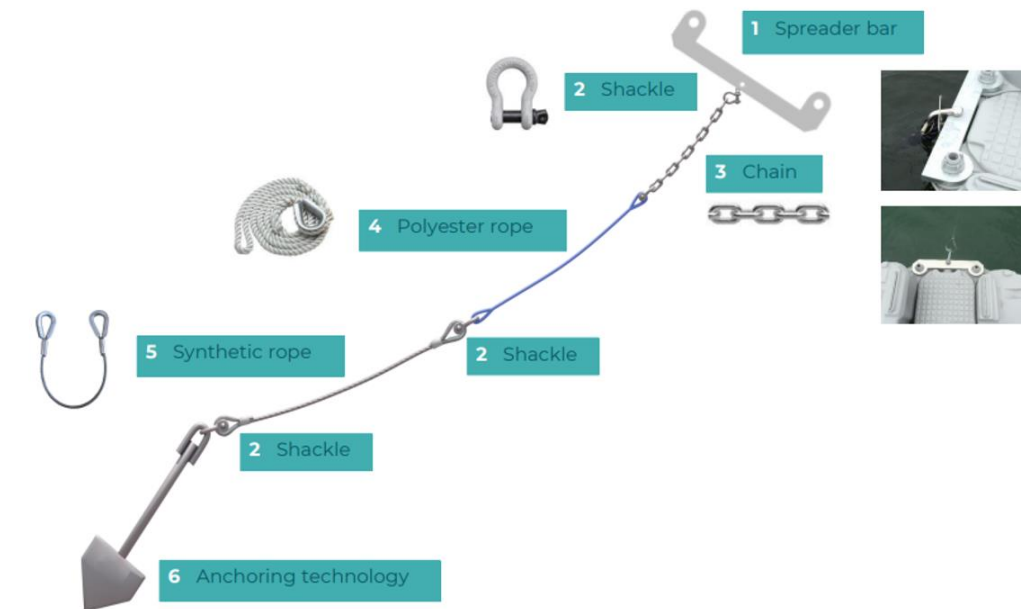 1 Spreader bar
2 Shackle
3 Chain
4 Polyester rope
5 Synthetic rope
2 Shackle
2 Shackle
6 Anchoring technology